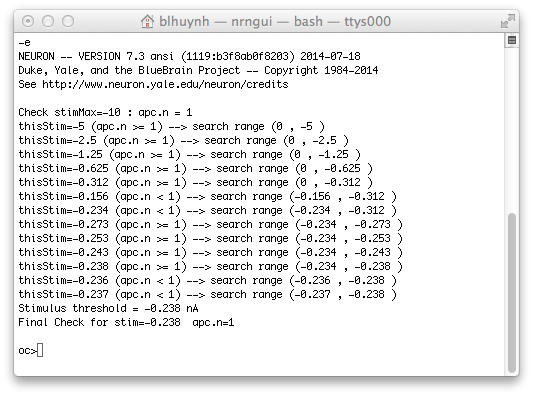 blhuynh — nrngui — bash — ttys000
-e
NEURON -- VERSION 7.3 ansi (1119:b3f8ab0f8203) 2014-07-18
Duke, Yale, and the BlueBrain Project -- Copyright 1984-2014
See http://www.neuron.yale.edu/neuron/credits
Check stimMax=-10 : apc.n = 1
thisStim=-5 (apc.n >= 1) --> search range (0 , -5 )
thisStim=-2.5 (apc.n >= 1) --> search range (0 , -2.5 )
thisStim=-1.25 (apc.n >= 1) --> search range (0 , -1.25 )
thisStim=-0.625 (apc.n >= 1) --> search range (0 , -0.625 )
thisStim=-0.312 (apc.n >= 1) --> search range (0 , -0.312 )
thisStim=-0.156 (apc.n < 1) --> search range (-0.156 , -0.312 )
thisStim=-0.234 (apc.n < 1) --> search range (-0.234 , -0.312 )
thisStim=-0.273 (apc.n >= 1) --> search range (-0.234 , -0.273 )
thisStim=-0.253 (apc.n >= 1) --> search range (-0.234 , -0.253 )
thisStim=-0.243 (apc.n >= 1) --> search range (-0.234 , -0.243 )
thisStim=-0.238 (apc.n >= 1) --> search range (-0.234 , -0.238 )
thisStim=-0.236 (apc.n < 1) --> search range (-0.236 , -0.238 )
thisStim=-0.237 (apc.n < 1) --> search range (-0.237 , -0.238 )
Stimulus threshold = -0.238 nA
Final Check for stim=-0.238  apc.n=1
oc>